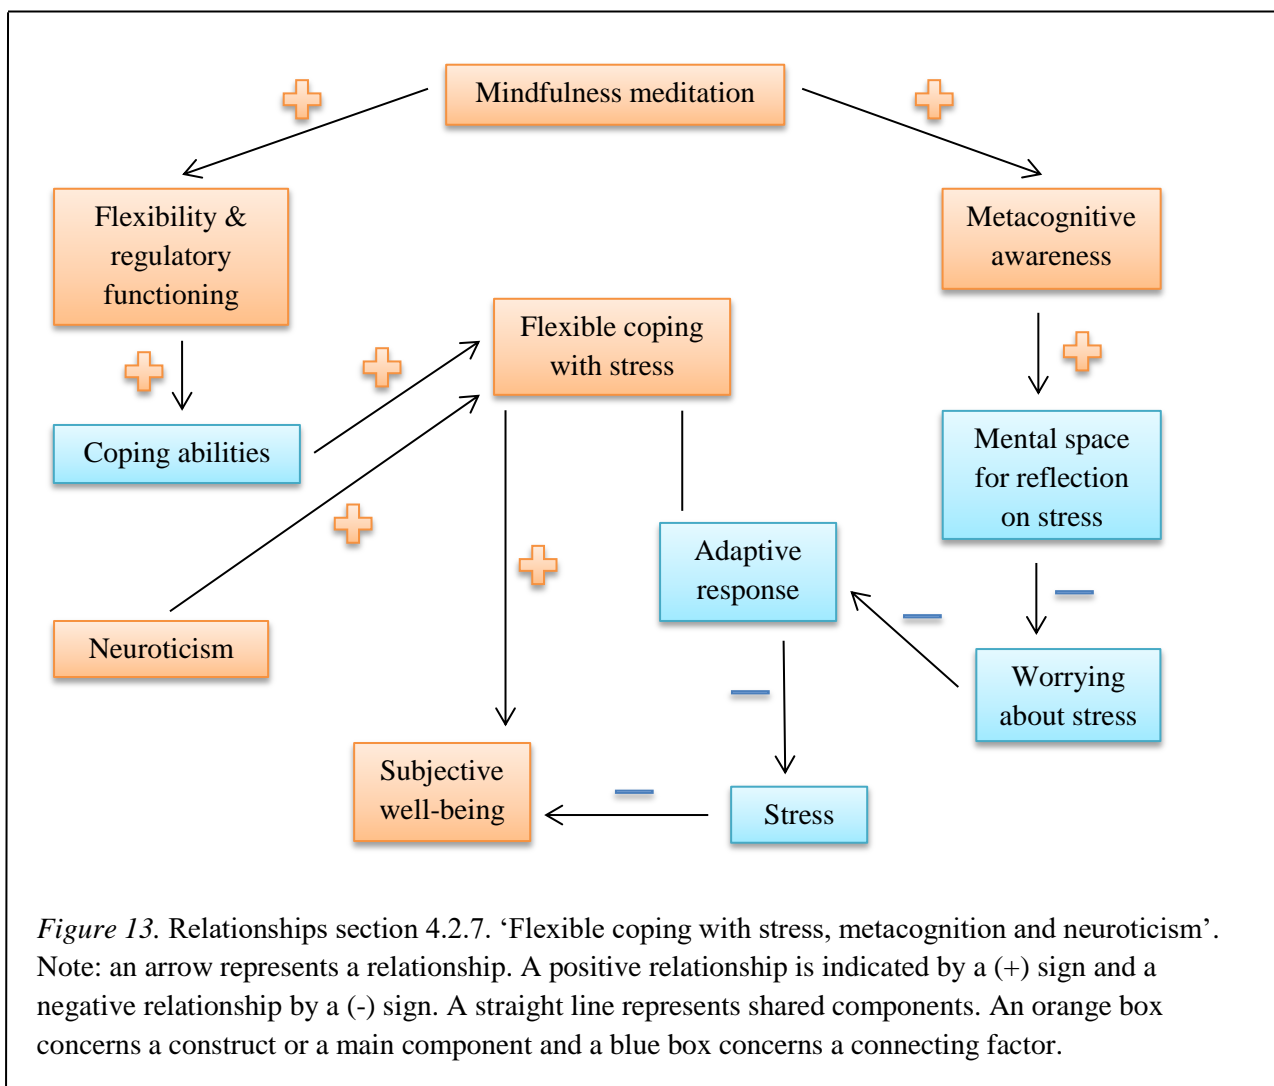 Mindfulness meditation
Flexibility &
regulatory
functioning
Metacognitive
awareness
Flexible coping
with stress
Coping abilities
Mental space
for reflection
on stress
Adaptive
response
Neuroticism
Worrying
about stress
Subjective
well-being
Stress
Figure 13. Relationships section 4.2.7. ‘Flexible coping with stress, metacognition and neuroticism’.
Note: an arrow represents a relationship. A positive relationship is indicated by a (+) sign and a
negative relationship by a (-) sign. A straight line represents shared components. An orange box
concerns a construct or a main component and a blue box concerns a connecting factor.